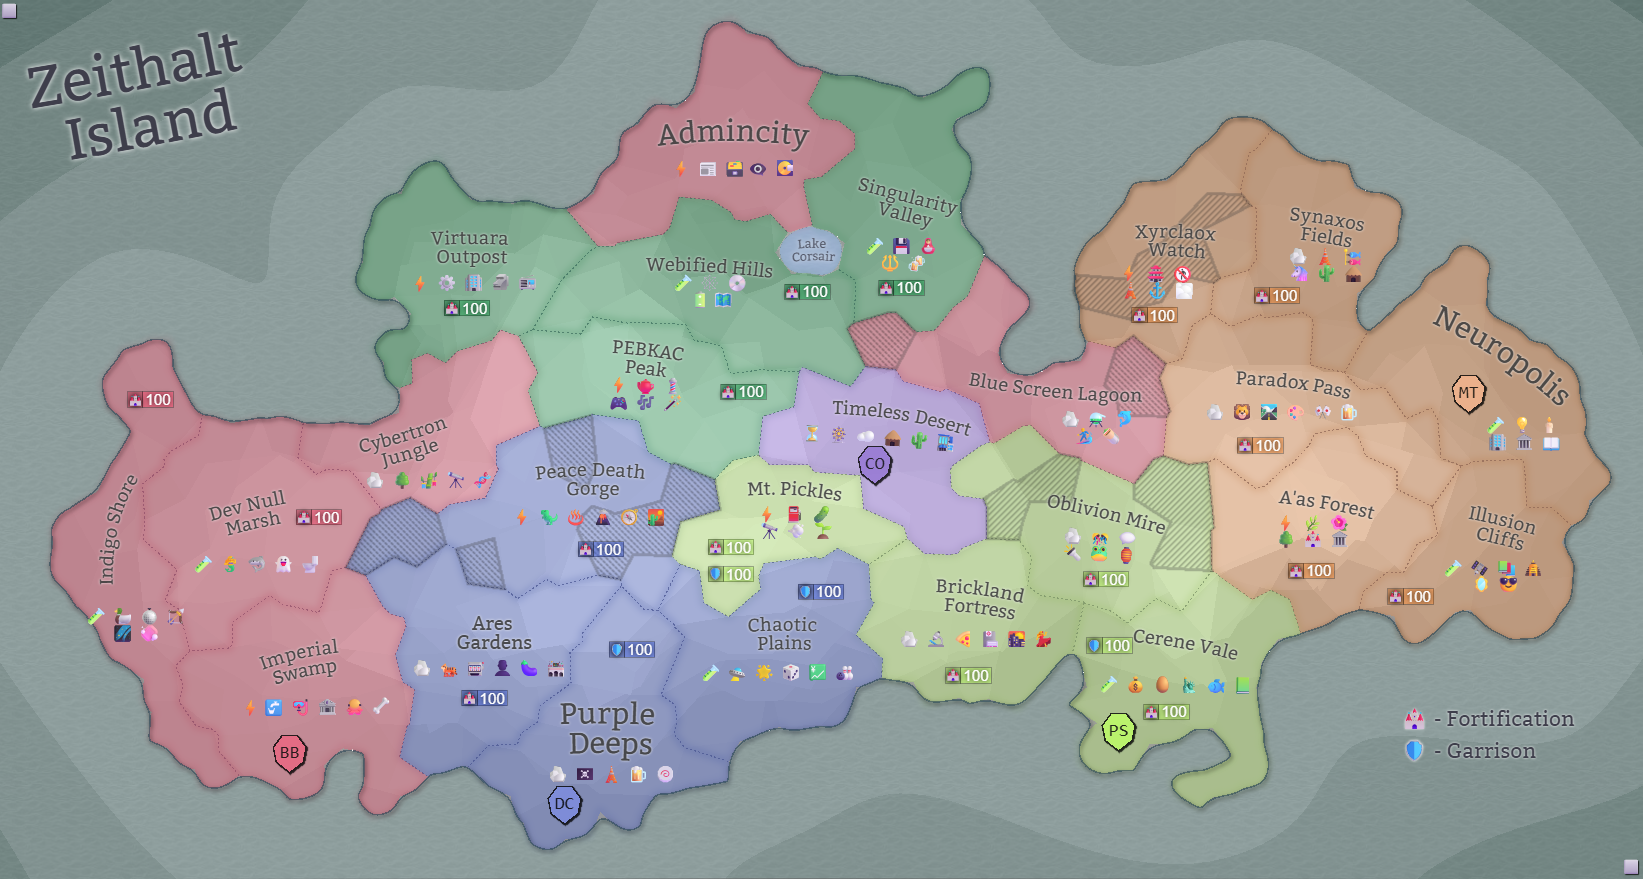 Zeithalt
Island
Admincity
Singularity
Valley
Lake
Corsair
100
Virtuara
Outpost
100
Webified Hills
100
Xyrclaox
Watch
100
Synaxos
Fields
100
Neuropolis
MT
PEBKAC
Peak
100
Blue Screen Lagoon
Paradox Pass
100
Timeless Desert
CO
100
Cybertron
Jungle
Indigo Shore
Dev Null
Marsh
100
Peace Death
Gorge
100
Mt. Pickles
100
100
Oblivion Mire
100
A'as Forest
100
Illusion
Cliffs
100
Imperial
Swamp
BB
Ares
Gardens
100
100
Purple
Deeps
DC
100
Chaotic
Plains
Brickland
Fortress
100
100
Cerene Vale
100
PS
- Fortification
- Garrison